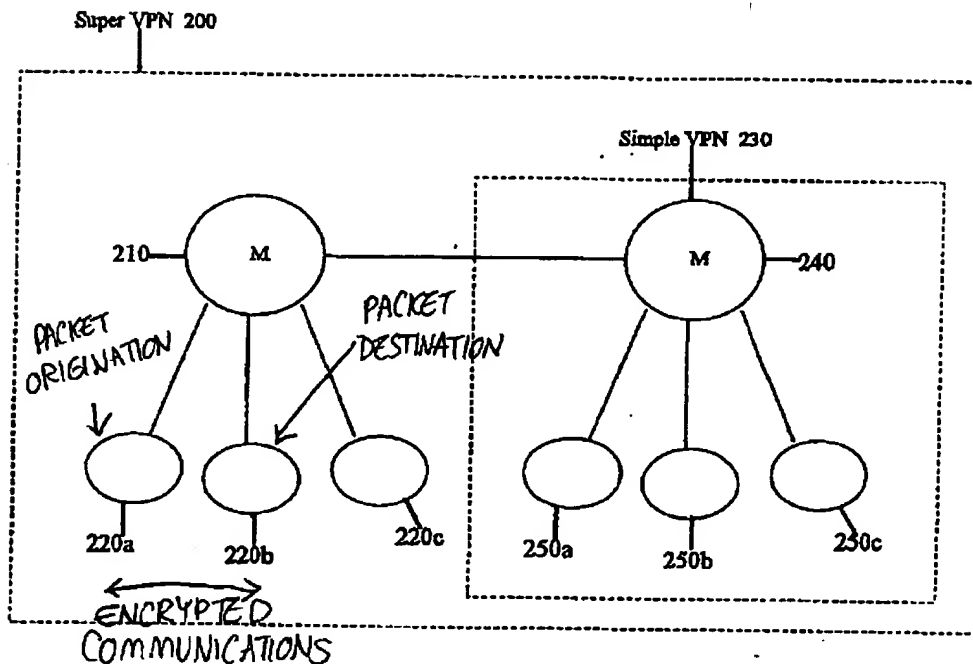 Super VPN 200
Simple VPN 230
210
M
M
240
PACKET
ORIGINATION
PACKET
DESTINATION
220a
220b
220c
250a
250b
250c
ENCRYPTED
COMMUNICATIONS